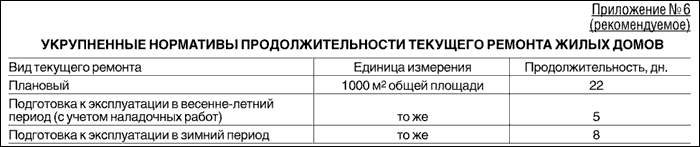 Приложение № 6
(рекомендуемое)
УКРУПНЕННЫЕ НОРМАТИВЫ ПРОДОЛЖИТЕЛЬНОСТИ ТЕКУЩЕГО РЕМОНТА ЖИЛЫХ ДОМОВ
Вид текущего ремонта Единица измерения Продолжительность, дн.
Плановый 1000 м2 общей площади 22
Подготовка к эксплуатации в весенне-летний
период (с учетом наладочных работ) то же 5
Подготовка к эксплуатации в зимний период то же 8